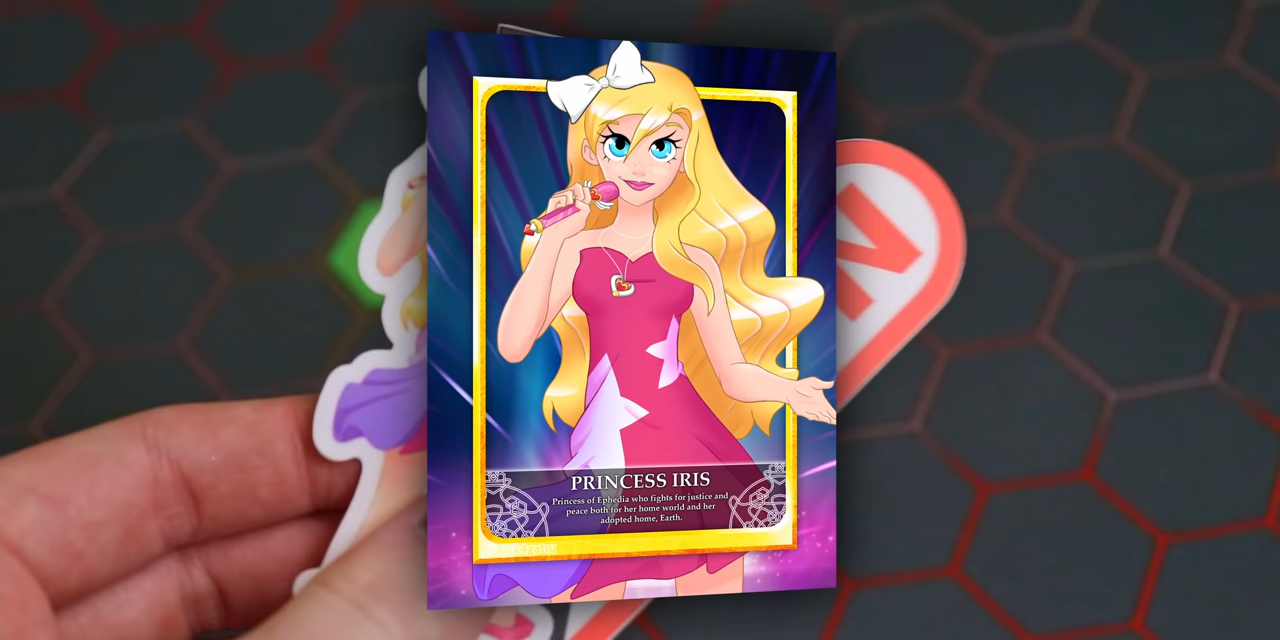 PRINCESS IRIS
Princess of Ephedia who fights for justice and
peace both for her home world and her
adopted home, Earth.